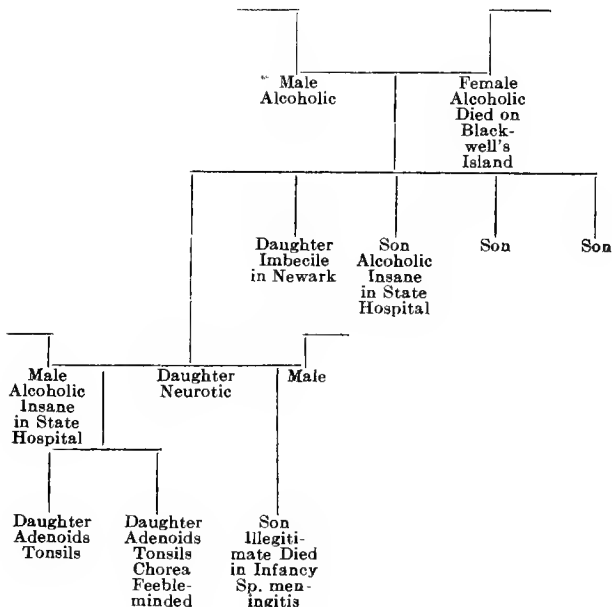 Male
Alcoholic
Female
Alcoholic
Died on
Black-
well's
Island
Daughter
Imbecile
in Newark
Son
Alcoholic
Insane
in State
Hospital
Son
Son
Male
Alcoholic
Insane
in State
Hospital
Daughter
Neurotic
Male
Daughter
Adenoids
Tonsils
Daughter
Adenoids
Tonsils
Chorea
Feeble-
minded
Son
Illegiti-
mate Died
in Infancy
Sp. men-
ingitis